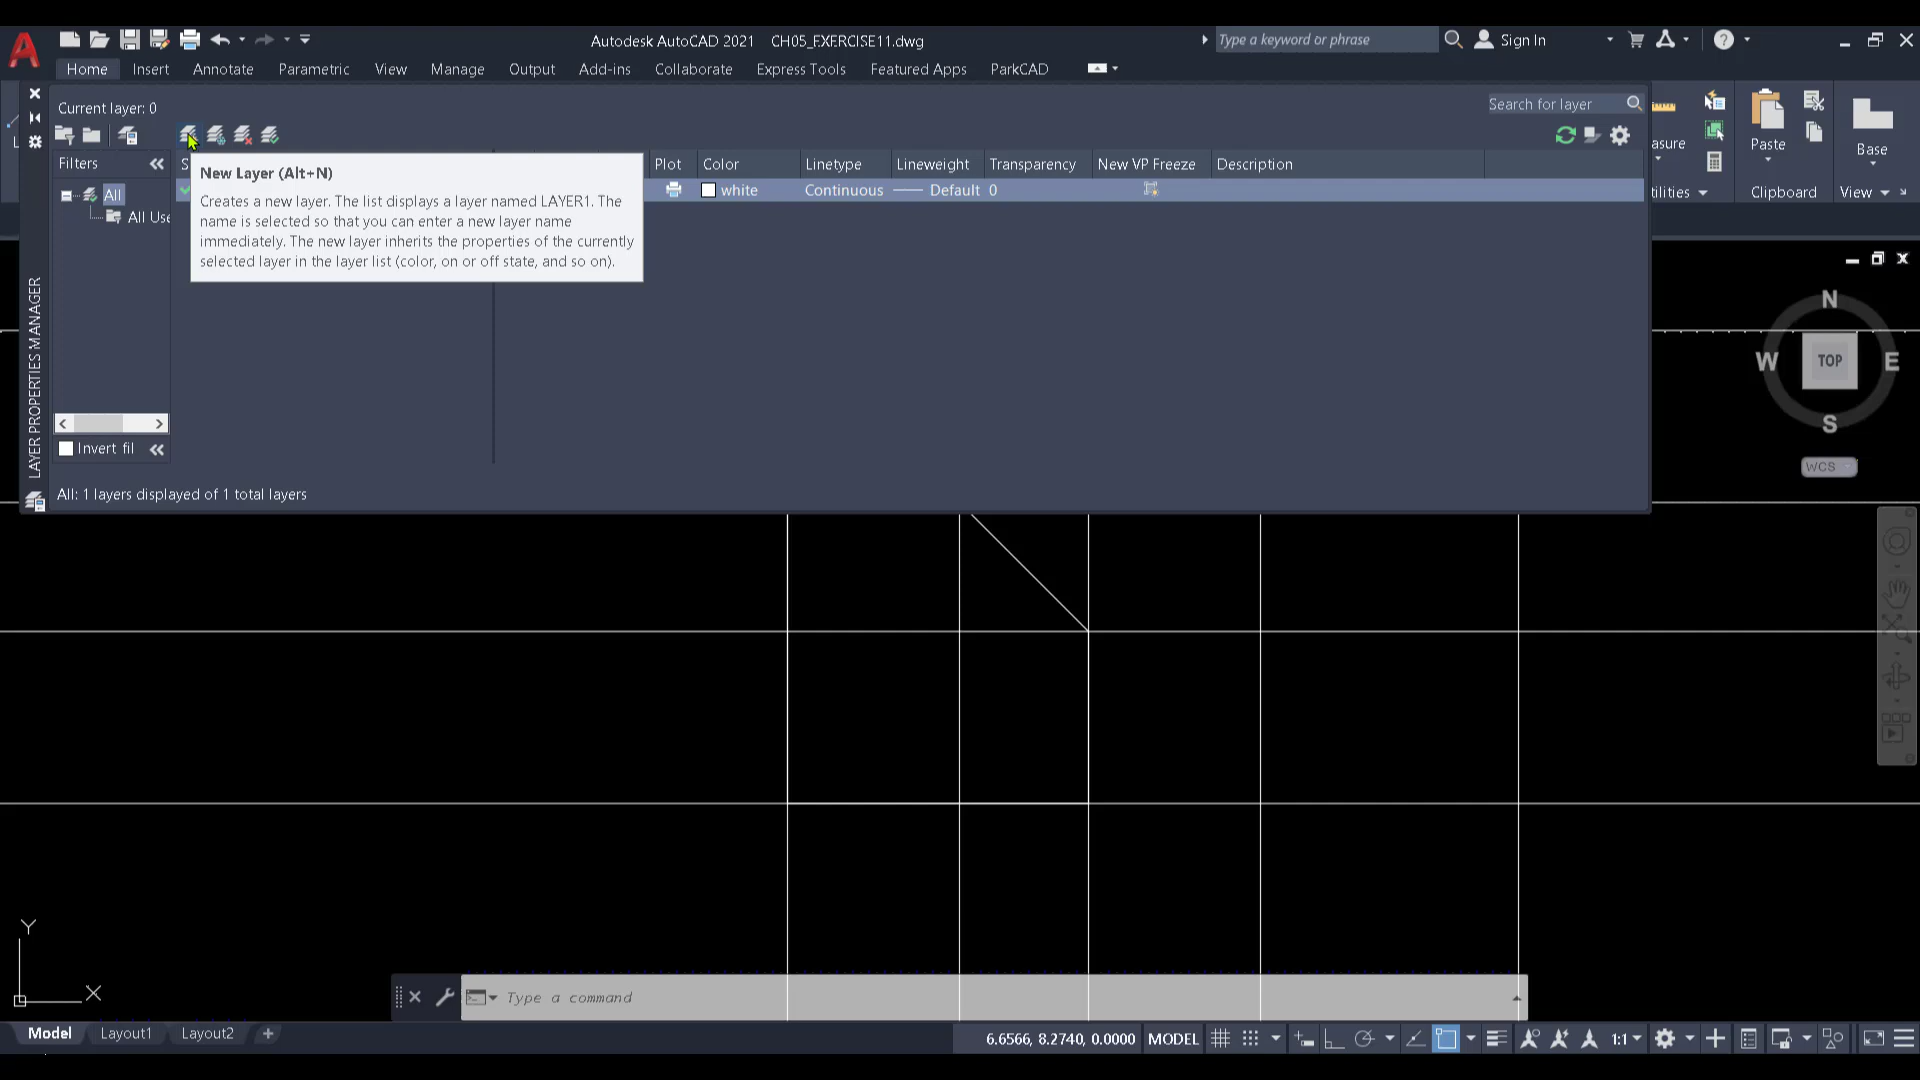 Autodesk AutoCAD 2021 CH05_EXERCISE11.dwg
Type a keyword or phrase
Sign In
Home Insert Annotate Parametric View Manage Output Add-ins Collaborate Express Tools Featured Apps ParkCAD
Current layer: 0
Search for layer
Filters
S
Plot Color Linetype Lineweight Transparency New VP Freeze Description
white Continuous Default 0
All
All Use
New Layer (Alt+N)
Creates a new layer. The list displays a layer named LAYER1. The
name is selected so that you can enter a new layer name
immediately. The new layer inherits the properties of the currently
selected layer in the layer list (color, on or off state, and so on).
Invert fil
All: 1 layers displayed of 1 total layers
LAYER PROPERTIES MANAGER
asure
Paste
Base
tilities
Clipboard
View
N
W TOP E
S
WCS
Y
X
Type a command
Model Layout1 Layout2
6.6566, 8.2740, 0.0000 MODEL
1:1